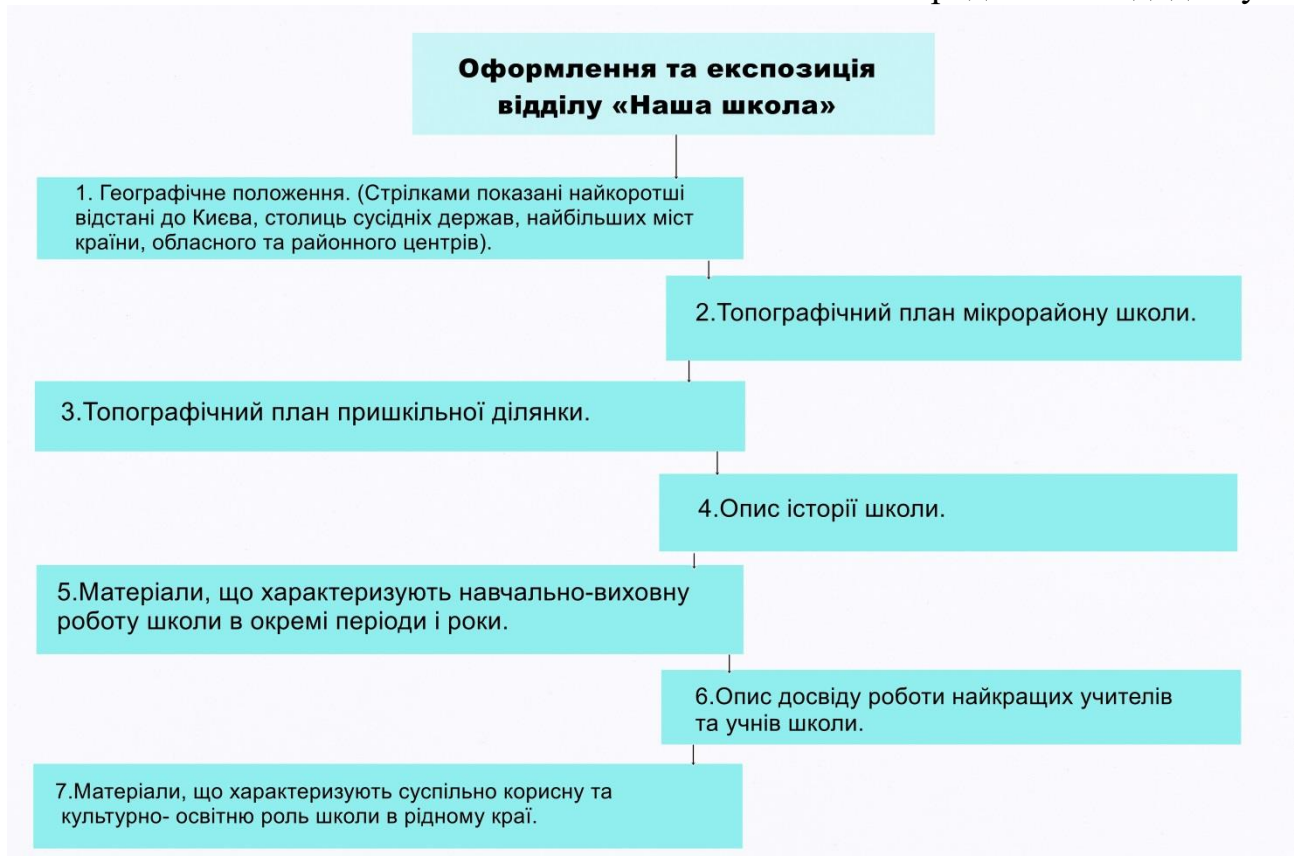 Оформлення та експозиція
відділу «Наша школа»
1. Географічне положення. (Стрілками показані найкоротші
відстані до Києва, столиць сусідніх держав, найбільших міст
країни, обласного та районного центрів).
2.Топографічний план мікрорайону школи.
3.Топографічний план пришкільної ділянки.
4.Опис історії школи.
5.Матеріали, що характеризують навчально-виховну
роботу школи в окремі періоди і роки.
6.Опис досвіду роботи найкращих учителів
та учнів школи.
7.Матеріали, що характеризують суспільно корисну та
культурно- освітню роль школи в рідному краї.